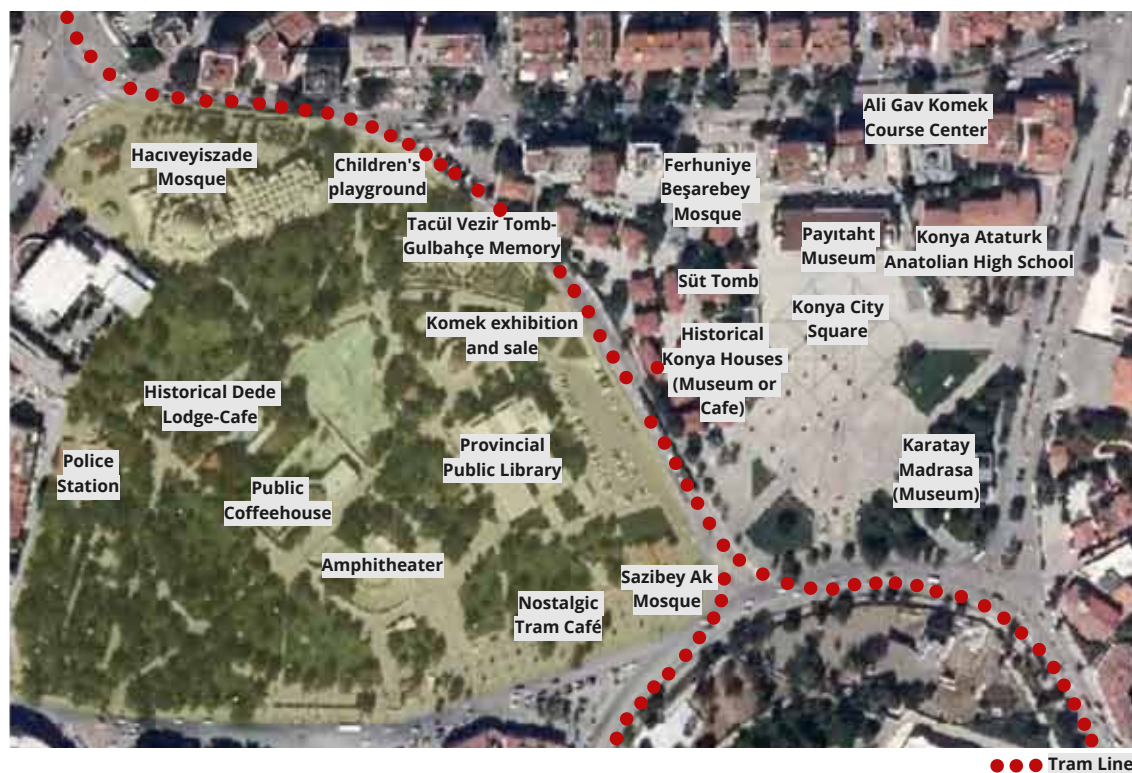 Ali Gav Komek
Course Center
Hacıveyiszade
Mosque
Children's
playground
Ferhuniye
Beşarebey
Mosque
Tacül Vezir Tomb-
Gulbahçe Memory
Payıtaht
Museum
Konya Ataturk
Anatolian High School
Süt Tomb
Konya City
Square
Komek exhibition
and sale
Historical
Konya Houses
(Museum or
Cafe)
Historical Dede
Lodge-Cafe
Provincial
Public Library
Karatay
Madrasa
(Museum)
Police
Station
Public
Coffeehouse
Amphitheater
Sazibey Ak
Mosque
Nostalgic
Tram Café
Tram Line